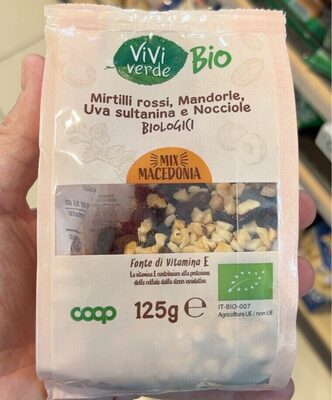 ViVi
verde
Bio
Mirtilli rossi, Mandorle,
Uva sultanina e Nocciole
BIOLOGICI
MIX
MACEDONIA
Fonte di Vitamina E
La vitamina E contribuisce alla protezione
delle cellule dallo stress ossidativo
coop
125g e
IT-BIO-007
Agricoltura UE / non UE